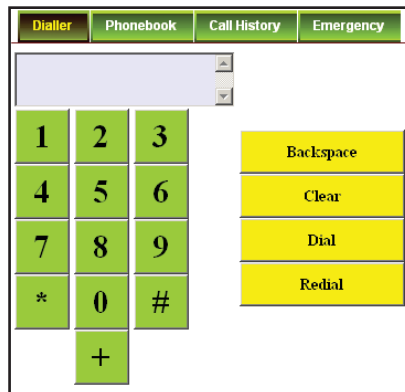 Dialler Phonebook Call History Emergency
1 2 3
Backspace
4 5 6
Clear
7 8 9
Dial
* 0 #
Redial
+